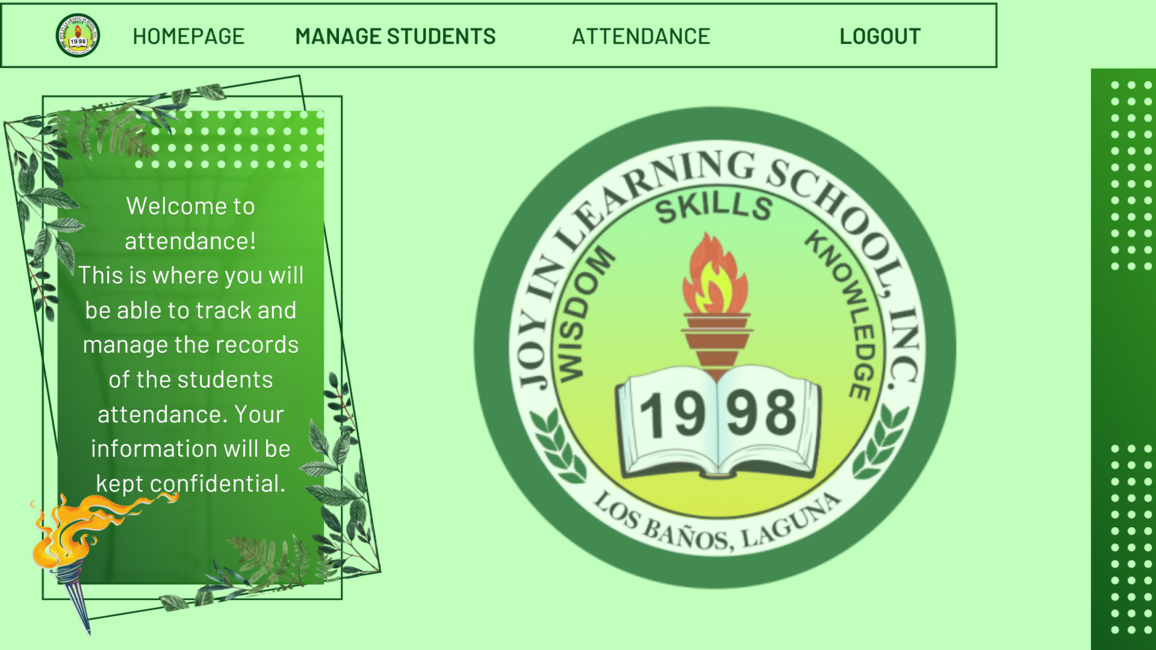 HOMEPAGE MANAGE STUDENTS ATTENDANCE LOGOUT
Welcome to
attendance!
This is where you will
be able to track and
manage the records
of the students
attendance. Your
information will be
kept confidential.
JOY IN LEARNING SCHOOL, INC.
WISDOM
SKILLS
KNOWLEDGE
1998
LOS BAÑOS, LAGUNA